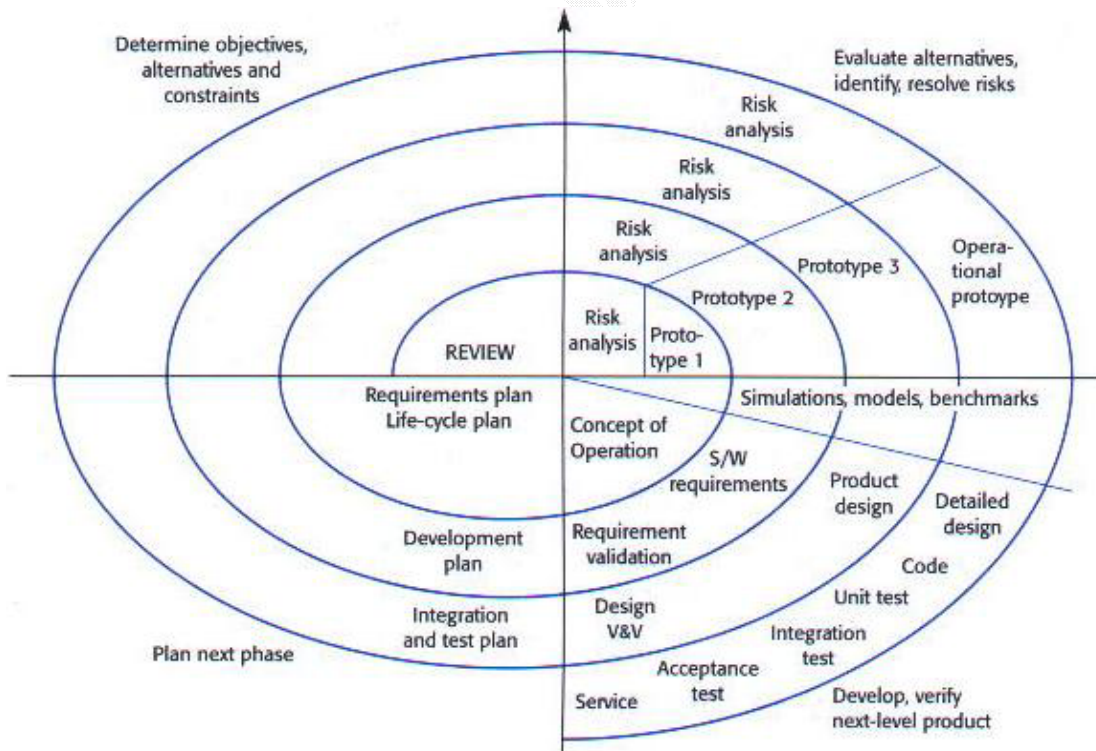 Determine objectives,
alternatives and
constraints
Evaluate alternatives,
identify, resolve risks
Risk
analysis
Risk
analysis
Risk
analysis
Risk
analysis
Proto-
type 1
Prototype 2
Prototype 3
Opera-
tional
protoype
REVIEW
Requirements plan
Life-cycle plan
Development
plan
Integration
and test plan
Plan next phase
Simulations, models, benchmarks
Concept of
Operation
S/W
requirements
Requirement
validation
Product
design
Design
V&V
Detailed
design
Code
Unit test
Integration
test
Acceptance
test
Service
Develop, verify
next-level product